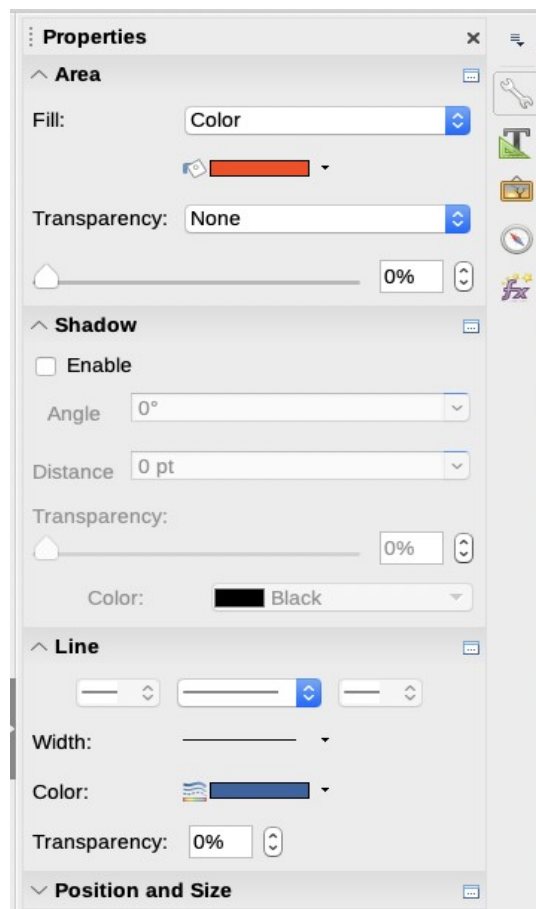 Properties
Area
Fill: Color
Transparency: None
0%
Shadow
Enable
Angle 0°
Distance 0 pt
Transparency:
0%
Color: Black
Line
Width:
Color:
Transparency: 0%
Position and Size